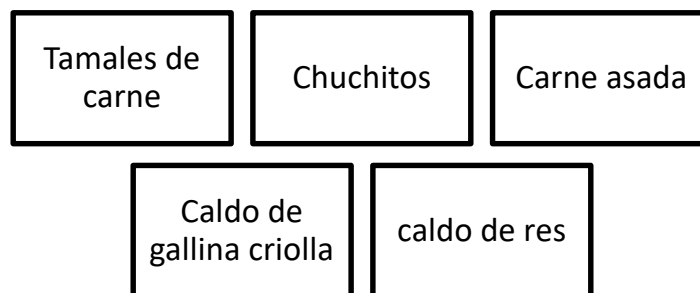 Tamales de
carne
Chuchitos
Carne asada
Caldo de
gallina criolla
caldo de res